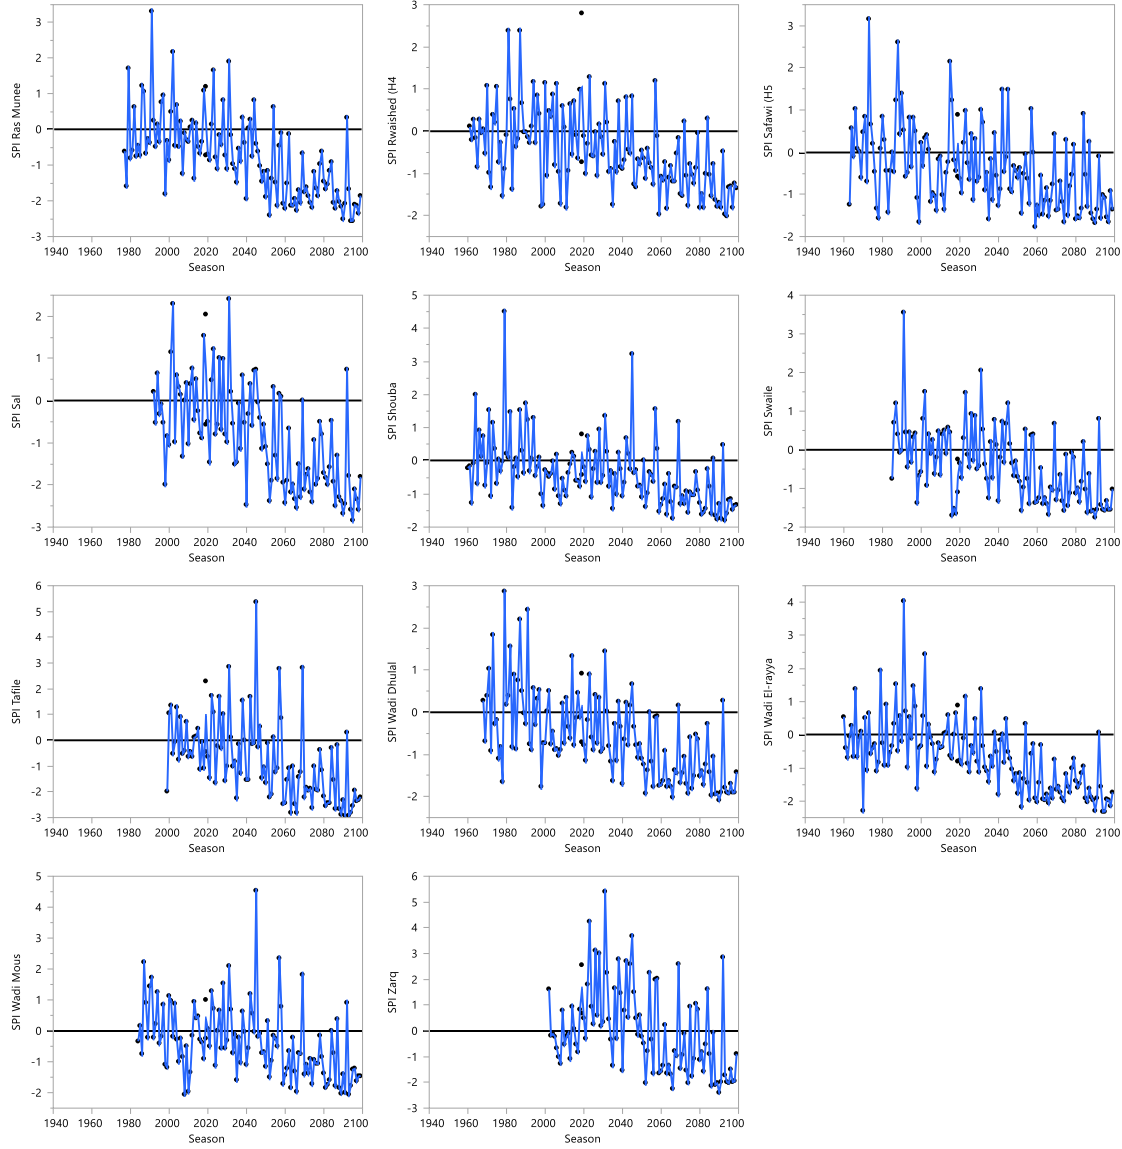 SPI Ras Munee
3
2
1
0
-1
-2
-3
1940 1960 1980 2000 2020 2040 2060 2080 2100
Season
SPI Rwaished (H4
3
2
1
0
-1
-2
1940 1960 1980 2000 2020 2040 2060 2080 2100
Season
SPI Safawi (H5
3
2
1
0
-1
-2
1940 1960 1980 2000 2020 2040 2060 2080 2100
Season
SPI Sal
2
1
0
-1
-2
-3
1940 1960 1980 2000 2020 2040 2060 2080 2100
Season
SPI Shouba
5
4
3
2
1
0
-1
-2
1940 1960 1980 2000 2020 2040 2060 2080 2100
Season
SPI Swaile
4
3
2
1
0
-1
-2
1940 1960 1980 2000 2020 2040 2060 2080 2100
Season
SPI Tafile
6
5
4
3
2
1
0
-1
-2
-3
1940 1960 1980 2000 2020 2040 2060 2080 2100
Season
SPI Wadi Dhulal
3
2
1
0
-1
-2
1940 1960 1980 2000 2020 2040 2060 2080 2100
Season
SPI Wadi El-rayya
4
3
2
1
0
-1
-2
1940 1960 1980 2000 2020 2040 2060 2080 2100
Season
SPI Wadi Mous
5
4
3
2
1
0
-1
-2
1940 1960 1980 2000 2020 2040 2060 2080 2100
Season
SPI Zarq
6
5
4
3
2
1
0
-1
-2
-3
1940 1960 1980 2000 2020 2040 2060 2080 2100
Season